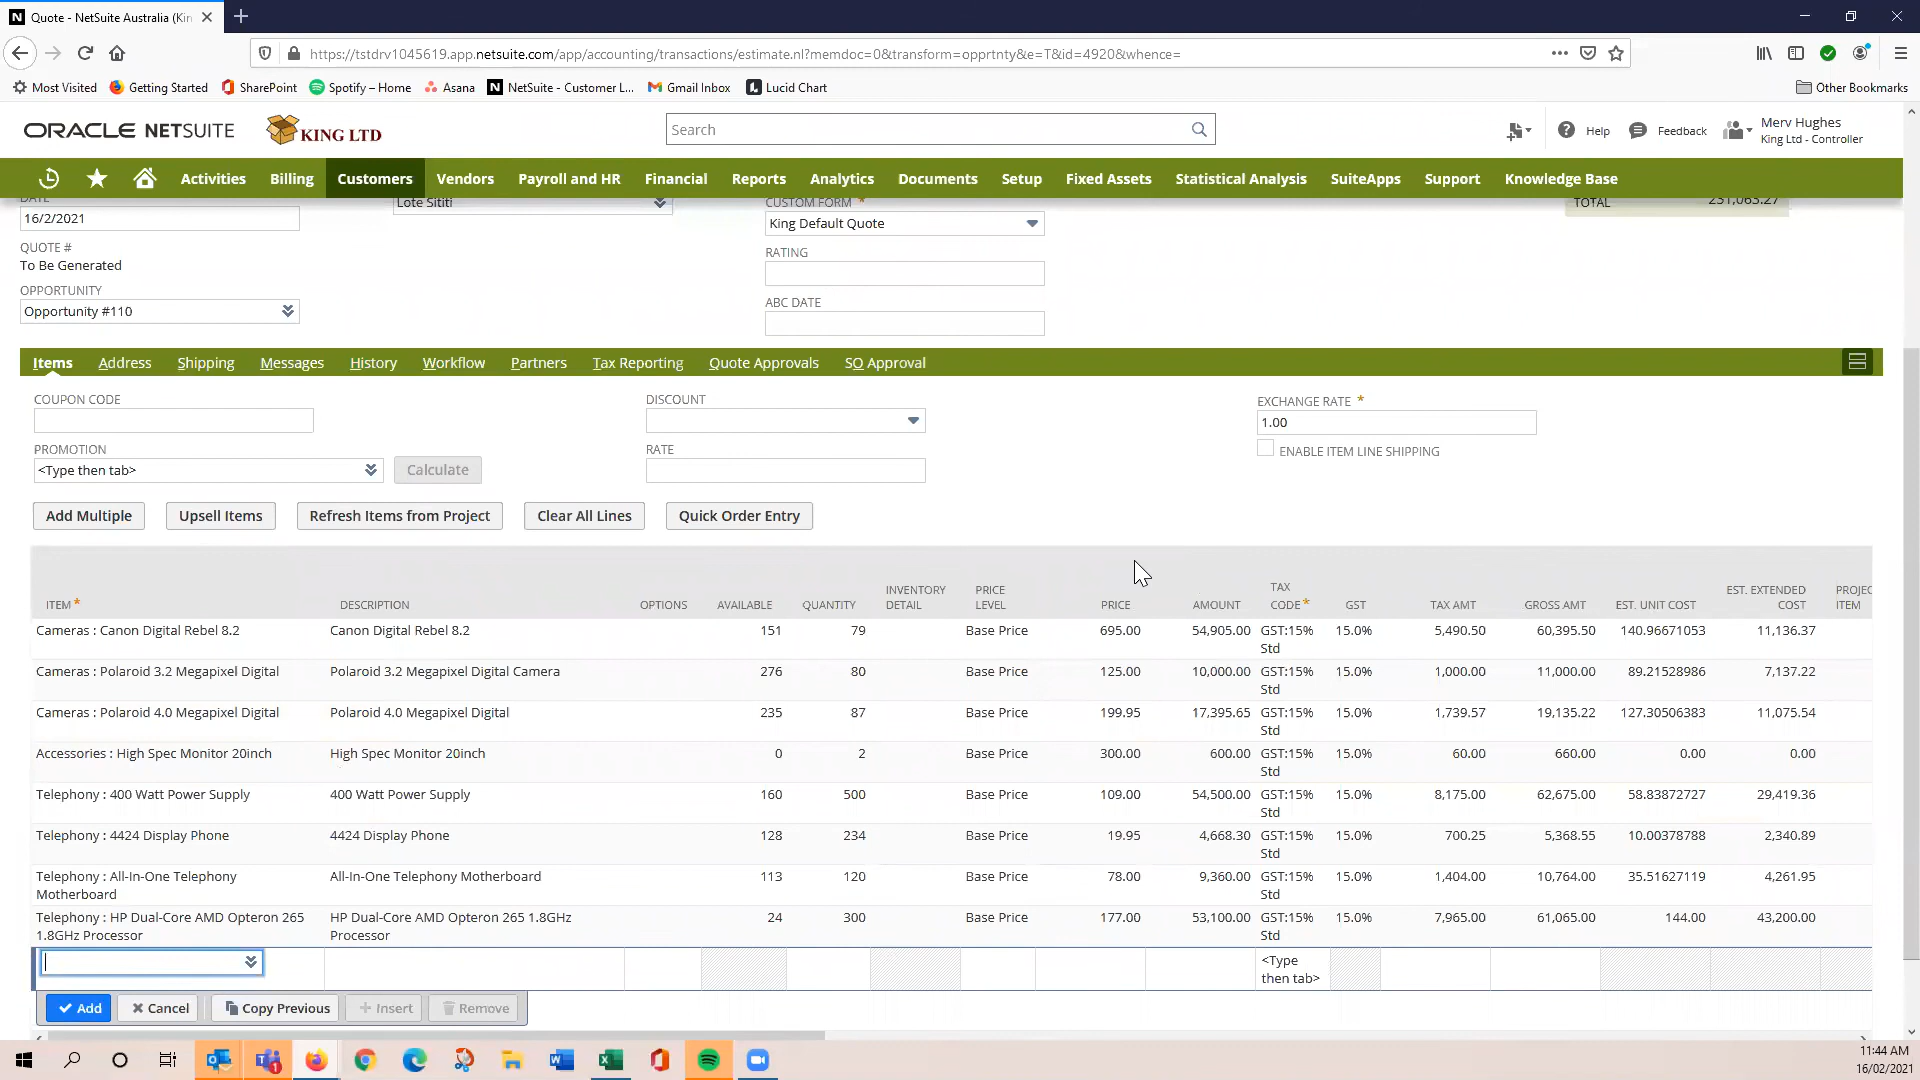 Quote - NetSuite Australia (Kin
https://tstdrv1045619.app.netsuite.com/app/accounting/transactions/estimate.nl?memdoc=0&transform=opprtnty&e=T&id=4920&whence=
Most Visited Getting Started SharePoint Spotify – Home Asana NetSuite - Customer L... Gmail Inbox Lucid Chart Other Bookmarks
ORACLE NETSUITE KING LTD Search Help Feedback Merv Hughes
King Ltd - Controller
Activities Billing Customers Vendors Payroll and HR Financial Reports Analytics Documents Setup Fixed Assets Statistical Analysis SuiteApps Support Knowledge Base
DATE Lote Sititi CUSTOM FORM * TOTAL 231,063.27
16/2/2021 King Default Quote
QUOTE # RATING
To Be Generated
OPPORTUNITY ABC DATE
Opportunity #110
Items Address Shipping Messages History Workflow Partners Tax Reporting Quote Approvals SO Approval
COUPON CODE DISCOUNT EXCHANGE RATE *
1.00
PROMOTION RATE ENABLE ITEM LINE SHIPPING
<Type then tab> Calculate
Add Multiple Upsell Items Refresh Items from Project Clear All Lines Quick Order Entry
ITEM * DESCRIPTION OPTIONS AVAILABLE QUANTITY INVENTORY DETAIL PRICE LEVEL PRICE AMOUNT TAX CODE * GST TAX AMT GROSS AMT EST. UNIT COST EST. EXTENDED COST PROJEC ITEM
Cameras : Canon Digital Rebel 8.2 Canon Digital Rebel 8.2 151 79 Base Price 695.00 54,905.00 GST:15% Std 15.0% 5,490.50 60,395.50 140.96671053 11,136.37
Cameras : Polaroid 3.2 Megapixel Digital Polaroid 3.2 Megapixel Digital Camera 276 80 Base Price 125.00 10,000.00 GST:15% Std 15.0% 1,000.00 11,000.00 89.21528986 7,137.22
Cameras : Polaroid 4.0 Megapixel Digital Polaroid 4.0 Megapixel Digital 235 87 Base Price 199.95 17,395.65 GST:15% Std 15.0% 1,739.57 19,135.22 127.30506383 11,075.54
Accessories : High Spec Monitor 20inch High Spec Monitor 20inch 0 2 Base Price 300.00 600.00 GST:15% Std 15.0% 60.00 660.00 0.00 0.00
Telephony : 400 Watt Power Supply 400 Watt Power Supply 160 500 Base Price 109.00 54,500.00 GST:15% Std 15.0% 8,175.00 62,675.00 58.83872727 29,419.36
Telephony : 4424 Display Phone 4424 Display Phone 128 234 Base Price 19.95 4,668.30 GST:15% Std 15.0% 700.25 5,368.55 10.00378788 2,340.89
Telephony : All-In-One Telephony Motherboard All-In-One Telephony Motherboard 113 120 Base Price 78.00 9,360.00 GST:15% Std 15.0% 1,404.00 10,764.00 35.51627119 4,261.95
Telephony : HP Dual-Core AMD Opteron 265 1.8GHz Processor HP Dual-Core AMD Opteron 265 1.8GHz Processor 24 300 Base Price 177.00 53,100.00 GST:15% Std 15.0% 7,965.00 61,065.00 144.00 43,200.00
<Type then tab>
Add Cancel Copy Previous Insert Remove
11:44 AM
16/02/2021